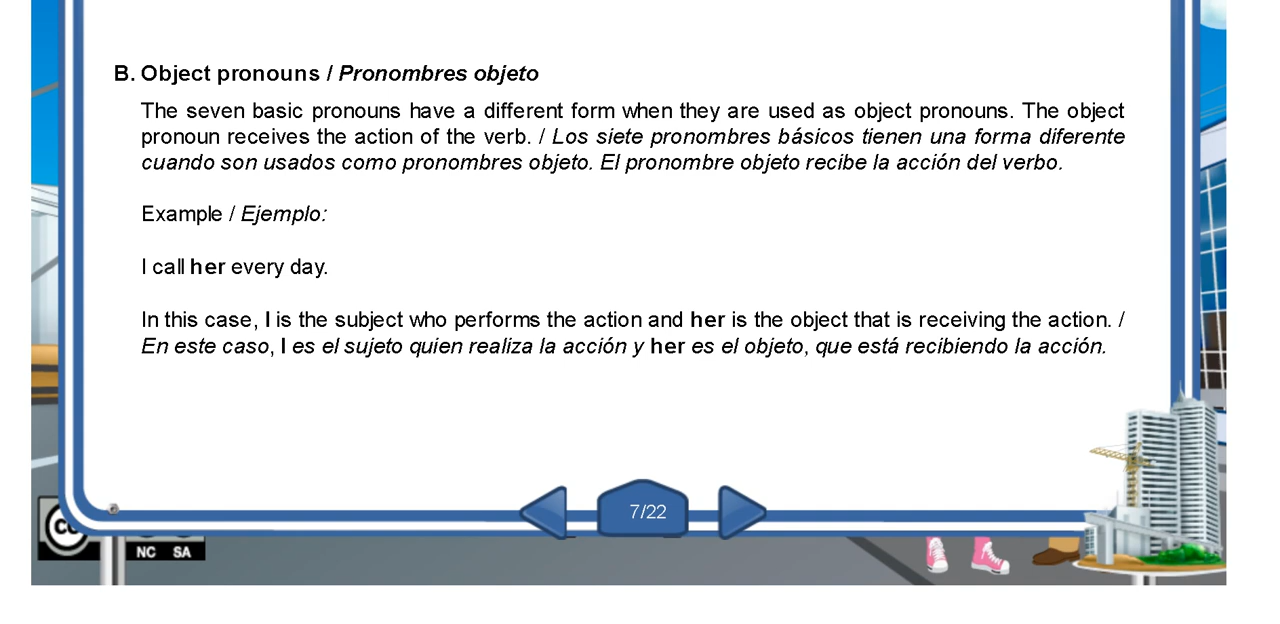 B. Object pronouns / Pronombres objeto
The seven basic pronouns have a different form when they are used as object pronouns. The object
pronoun receives the action of the verb. / Los siete pronombres básicos tienen una forma diferente
cuando son usados como pronombres objeto. El pronombre objeto recibe la acción del verbo.
Example / Ejemplo:
I call her every day.
In this case, I is the subject who performs the action and her is the object that is receiving the action. /
En este caso, I es el sujeto quien realiza la acción y her es el objeto, que está recibiendo la acción.
7/22
cc
NC SA